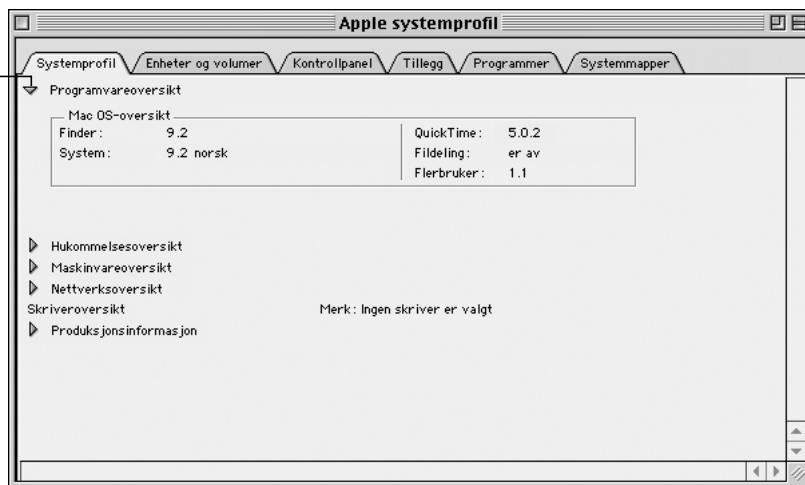 Apple systemprofil
Systemprofil Enheter og volumer Kontrollpanel Tillegg Programmer Systemmapper
Programvareoversikt
Mac OS-oversikt
Finder: 9.2 QuickTime: 5.0.2
System: 9.2 norsk Fildeling: er av
Flerbruker: 1.1
Hukommelsesoversikt
Maskinvareoversikt
Nettverksoversikt
Skriveroversikt Merk: Ingen skriver er valgt
Produksjonsinformasjon